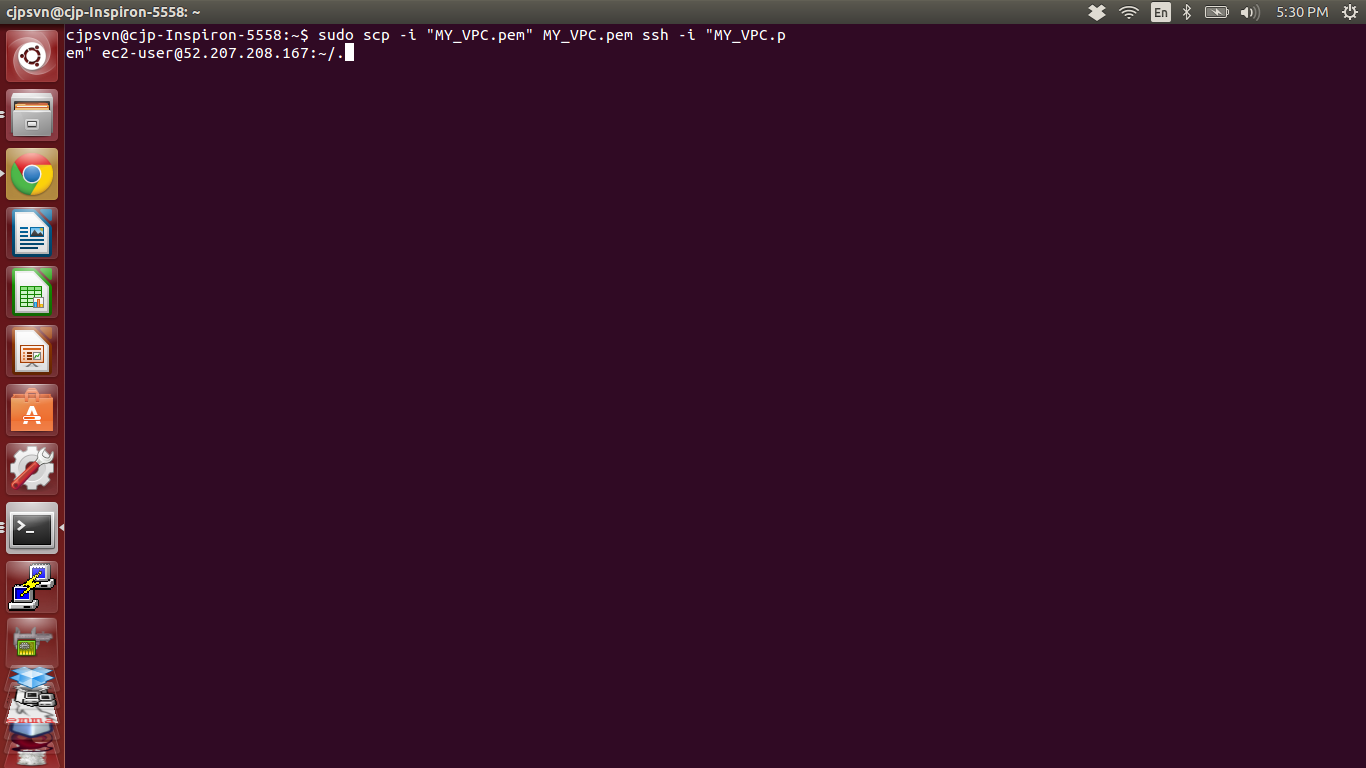 cjpsvn@cjp-Inspiron-5558: ~
En
5:30 PM
cjpsvn@cjp-Inspiron-5558:~$ sudo scp -i "MY_VPC.pem" MY_VPC.pem ssh -i "MY_VPC.p
em" ec2-user@52.207.208.167:~/.